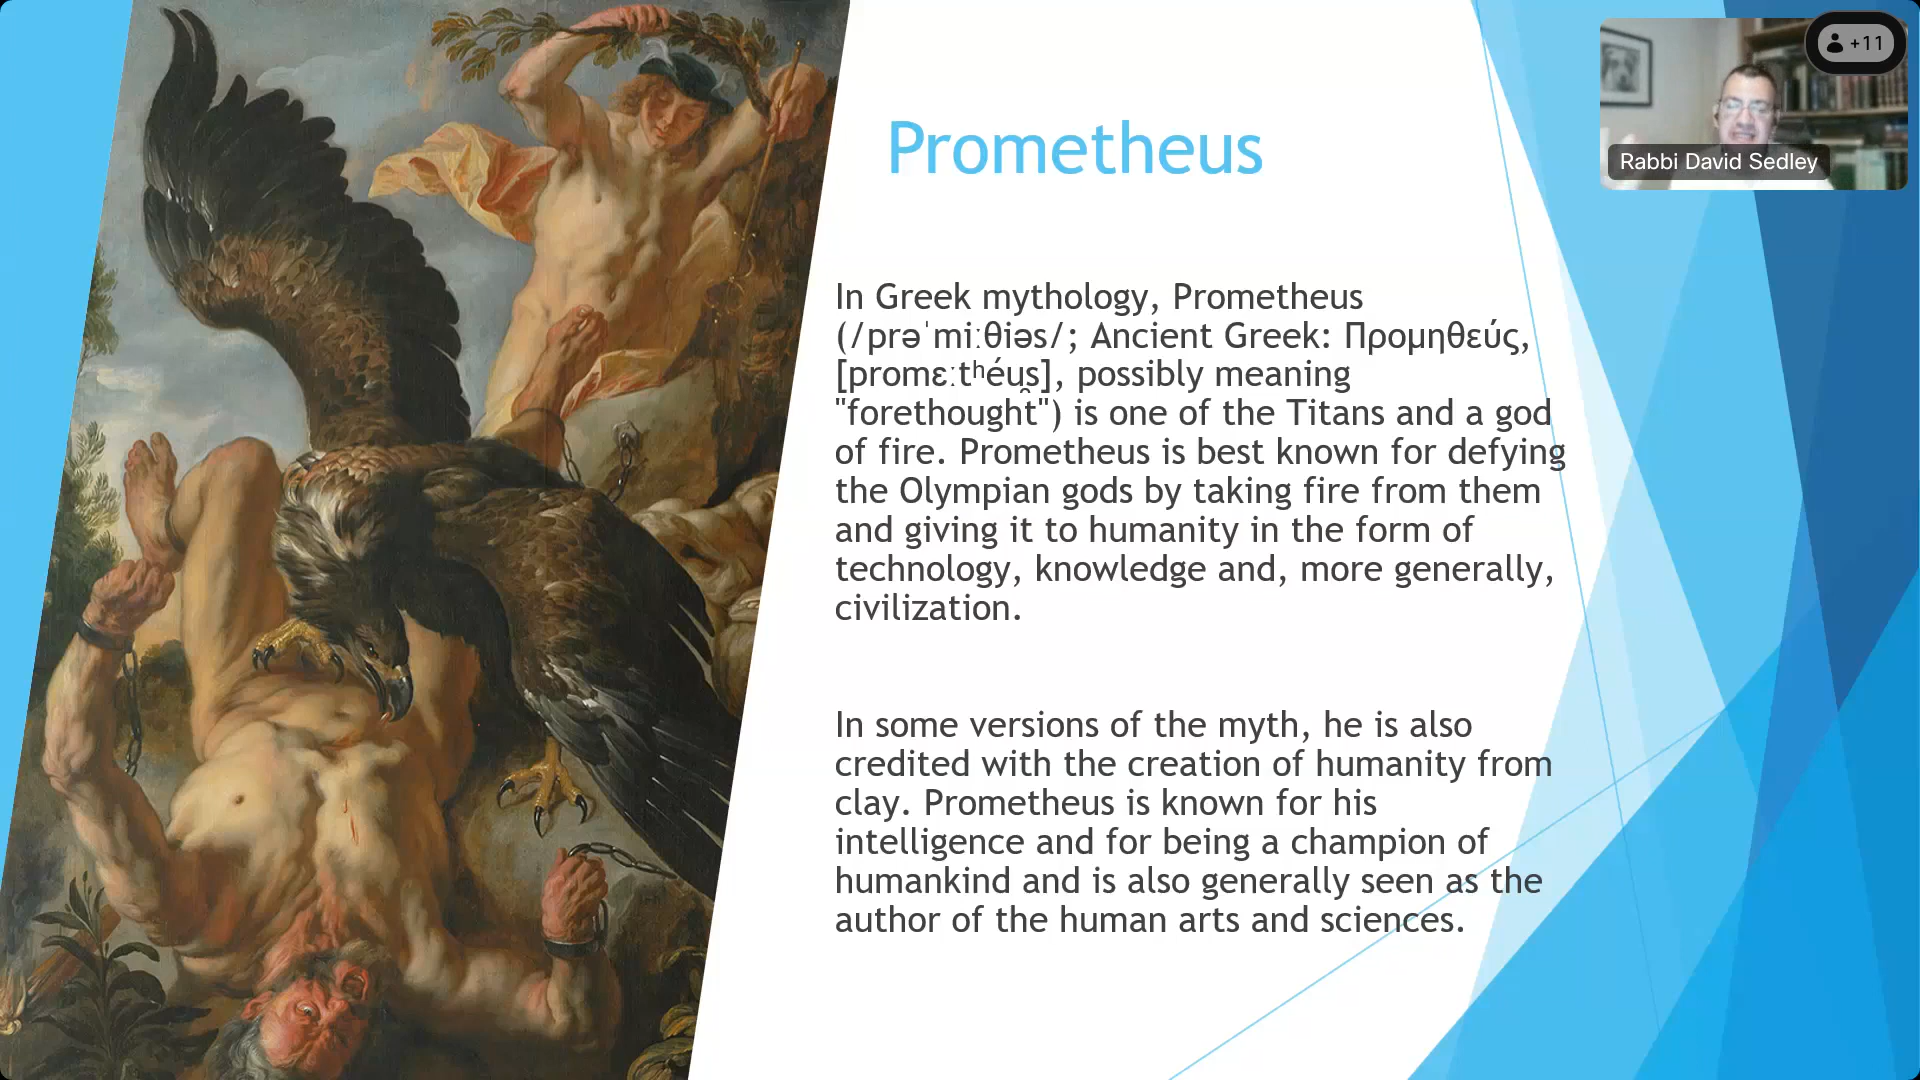 Prometheus
+11
Rabbi David Sedley
In Greek mythology, Prometheus
(/prəˈmiːθiəs/; Ancient Greek: Προμηθεύς,
[promɛːtʰéu̯s], possibly meaning
"forethought") is one of the Titans and a god
of fire. Prometheus is best known for defying
the Olympian gods by taking fire from them
and giving it to humanity in the form of
technology, knowledge and, more generally,
civilization.
In some versions of the myth, he is also
credited with the creation of humanity from
clay. Prometheus is known for his
intelligence and for being a champion of
humankind and is also generally seen as the
author of the human arts and sciences.